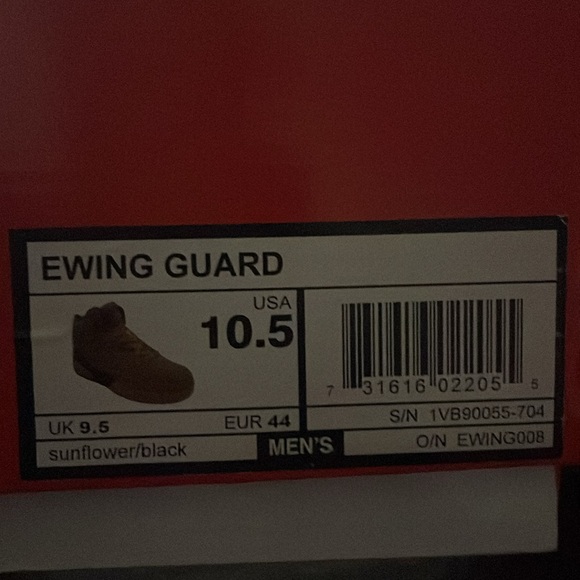 EWING GUARD
USA
10.5
UK 9.5 EUR 44
sunflower/black
MEN'S
7 31616 02205 5
S/N 1VB90055-704
O/N EWING008